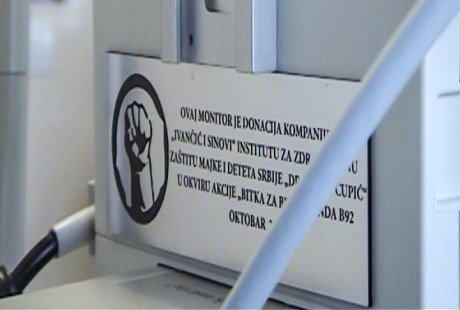 OVAJ MONITOR JE DONACIJA KOMPANIJ
„IVANČIĆ I SINOVI” INSTITUTU ZA ZDR
ZAŠTITU MAJKE I DETETA SRBIJE „D ČUPIĆ”
U OKVIRU AKCIJE „BITKA ZA B B92
OKTOBAR